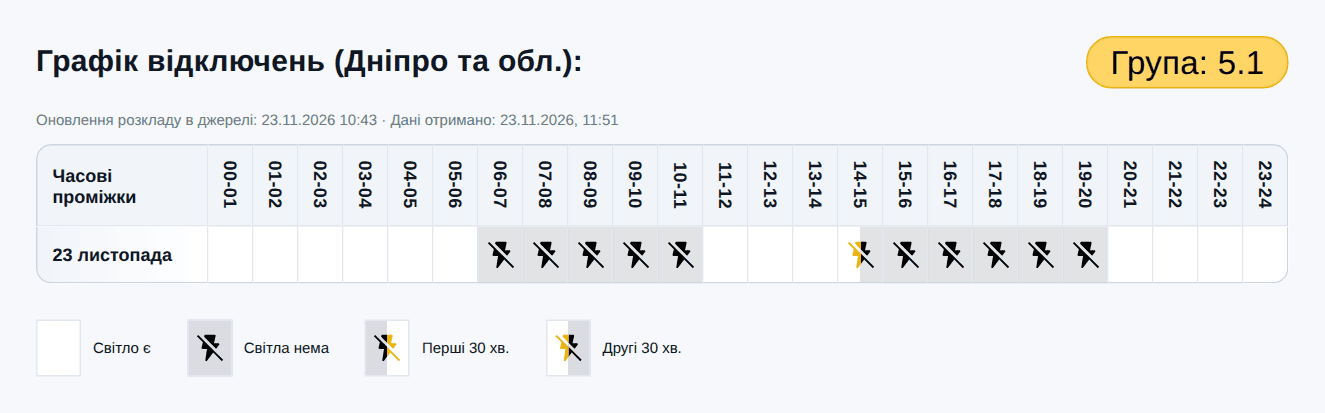 Графік відключень (Дніпро та обл.):
Група: 5.1
Оновлення розкладу в джерелі: 23.11.2026 10:43 · Дані отримано: 23.11.2026, 11:51
Часові
проміжки
00-01
01-02
02-03
03-04
04-05
05-06
06-07
07-08
08-09
09-10
10-11
11-12
12-13
13-14
14-15
15-16
16-17
17-18
18-19
19-20
20-21
21-22
22-23
23-24
23 листопада
Світло є
Світла нема
Перші 30 хв.
Другі 30 хв.